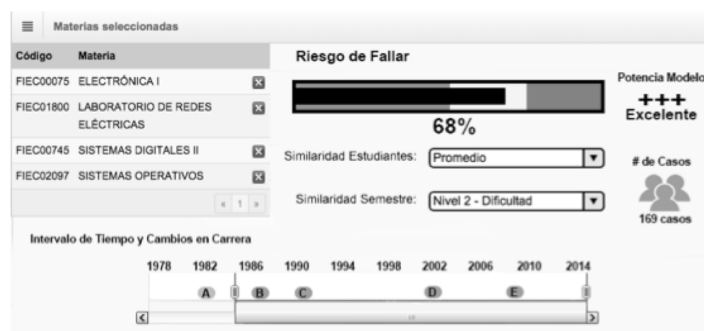 Materias seleccionadas
Código Materia
FIEC00075 ELECTRÓNICA I
FIEC01800 LABORATORIO DE REDES
ELÉCTRICAS
FIEC00745 SISTEMAS DIGITALES II
FIEC02097 SISTEMAS OPERATIVOS
« 1 »
Riesgo de Fallar
68%
Similaridad Estudiantes: Promedio
Similaridad Semestre: Nivel 2 - Dificultad
Potencia Modelo
+++
Excelente
# de Casos
169 casos
Intervalo de Tiempo y Cambios en Carrera
1978 1982 1986 1990 1994 1998 2002 2006 2010 2014
A B C D E